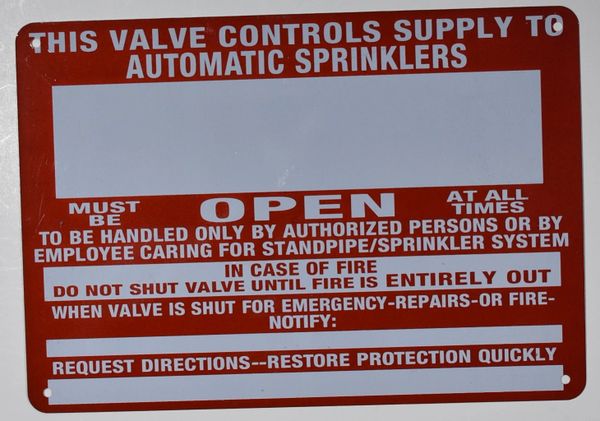 THIS VALVE CONTROLS SUPPLY TO
AUTOMATIC SPRINKLERS
MUST BE OPEN AT ALL TIMES
TO BE HANDLED ONLY BY AUTHORIZED PERSONS OR BY
EMPLOYEE CARING FOR STANDPIPE/SPRINKLER SYSTEM
IN CASE OF FIRE
DO NOT SHUT VALVE UNTIL FIRE IS ENTIRELY OUT
WHEN VALVE IS SHUT FOR EMERGENCY-REPAIRS-OR FIRE-
NOTIFY:
REQUEST DIRECTIONS--RESTORE PROTECTION QUICKLY